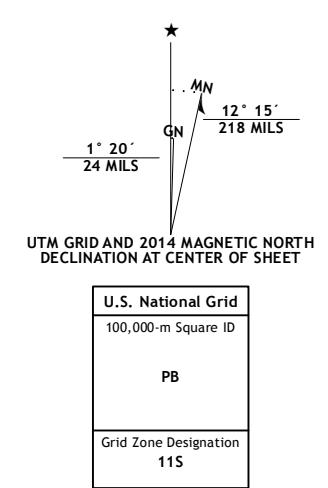 ★
MN
GN
12° 15´
218 MILS
1° 20´
24 MILS
UTM GRID AND 2014 MAGNETIC NORTH
DECLINATION AT CENTER OF SHEET
U.S. National Grid
100,000-m Square ID
PB
Grid Zone Designation
11S